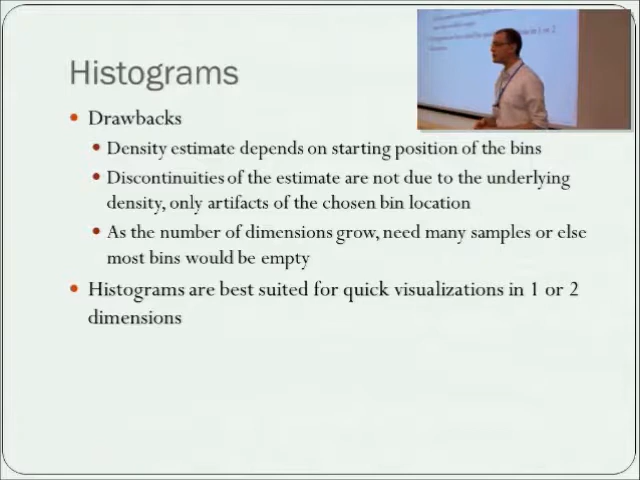 Histograms
Drawbacks
Density estimate depends on starting position of the bins
Discontinuities of the estimate are not due to the underlying
density, only artifacts of the chosen bin location
As the number of dimensions grow, need many samples or else
most bins would be empty
Histograms are best suited for quick visualizations in 1 or 2
dimensions